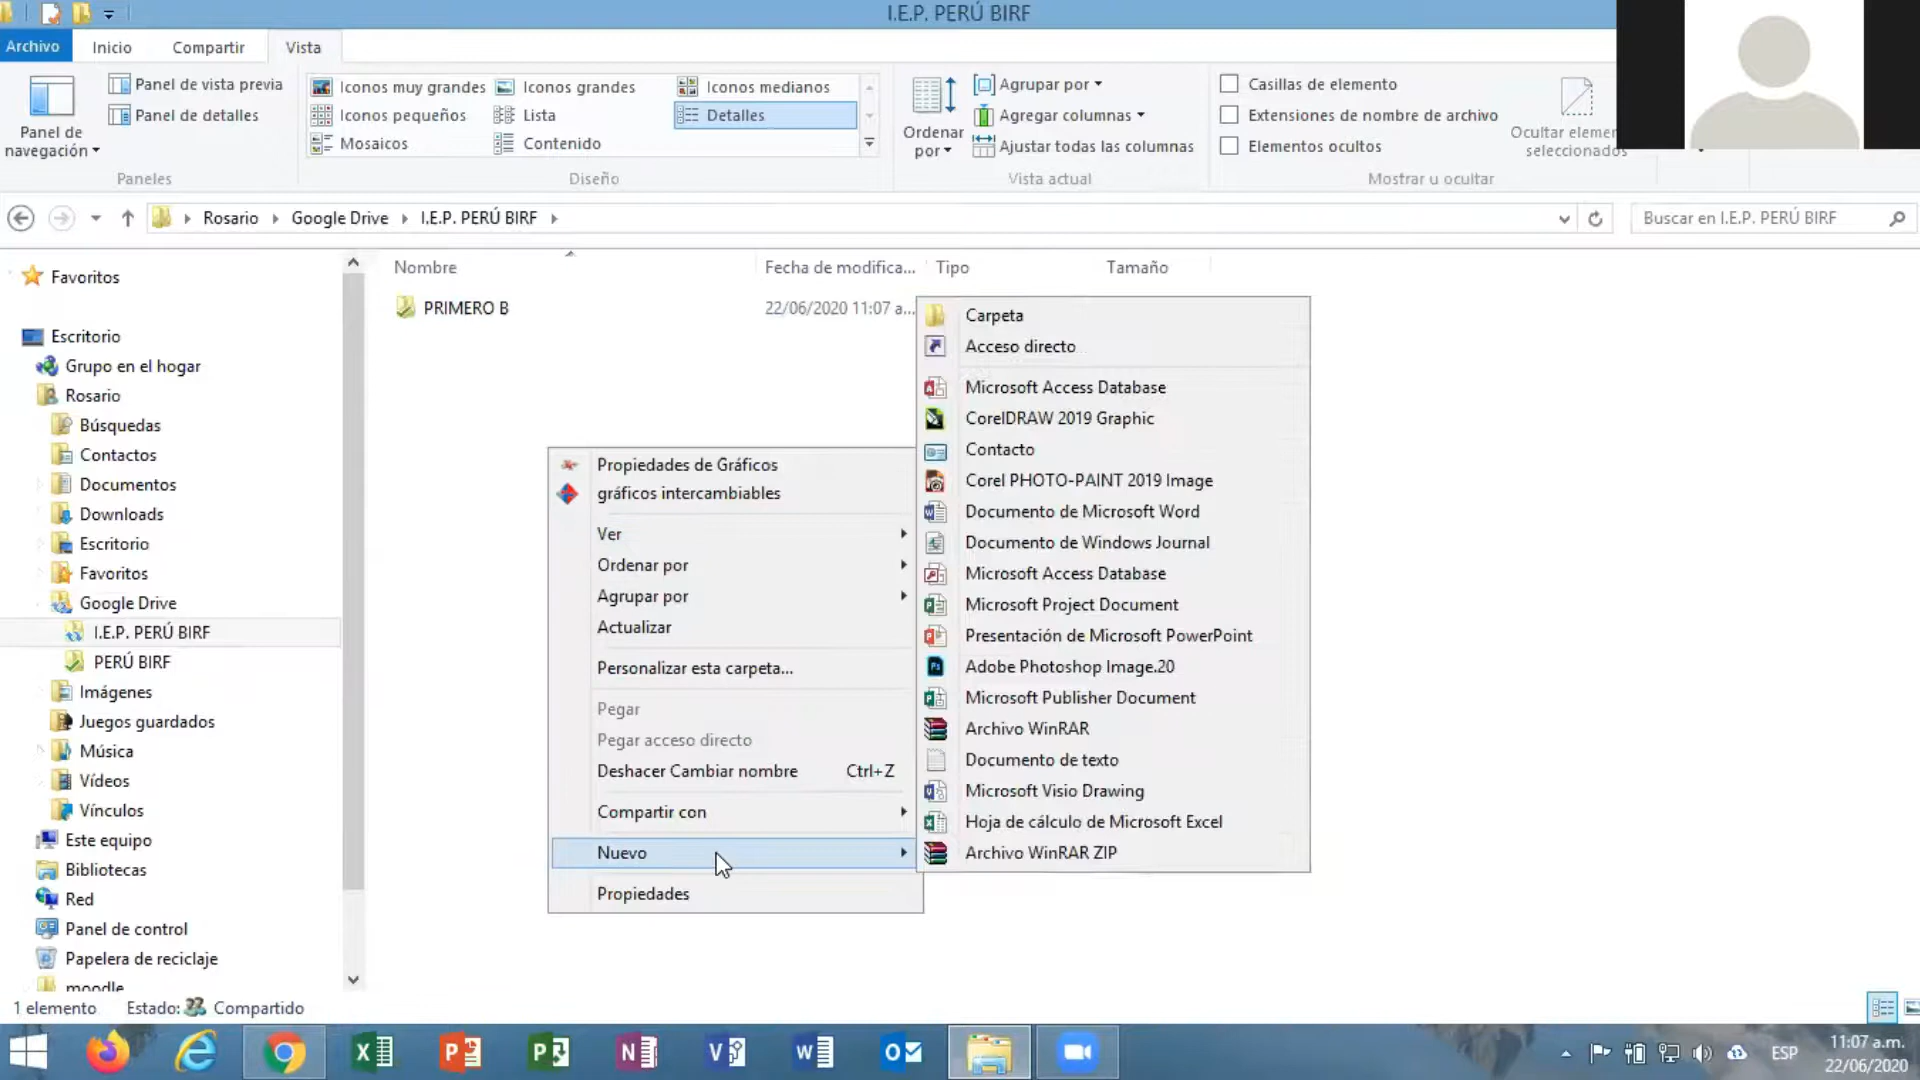 I.E.P. PERÚ BIRF
Archivo
Inicio
Compartir
Vista
Panel de navegación
Panel de vista previa
Panel de detalles
Paneles
Iconos muy grandes
Iconos grandes
Iconos medianos
Iconos pequeños
Lista
Detalles
Mosaicos
Contenido
Diseño
Ordenar por
Agrupar por
Agregar columnas
Ajustar todas las columnas
Vista actual
Casillas de elemento
Extensiones de nombre de archivo
Elementos ocultos
Ocultar
seleccionados
Mostrar u ocultar
Rosario
Google Drive
I.E.P. PERÚ BIRF
Buscar en I.E.P. PERÚ BIRF
Favoritos
Escritorio
Grupo en el hogar
Rosario
Búsquedas
Contactos
Documentos
Downloads
Escritorio
Favoritos
Google Drive
I.E.P. PERÚ BIRF
PERÚ BIRF
Imágenes
Juegos guardados
Música
Vídeos
Vínculos
Este equipo
Bibliotecas
Red
Panel de control
Papelera de reciclaje
moodle
Nombre
Fecha de modifica...
Tipo
Tamaño
PRIMERO B
22/06/2020 11:07 a...
Propiedades de Gráficos
gráficos intercambiables
Ver
Ordenar por
Agrupar por
Actualizar
Personalizar esta carpeta...
Pegar
Pegar acceso directo
Deshacer Cambiar nombre Ctrl+Z
Compartir con
Nuevo
Propiedades
Carpeta
Acceso directo
Microsoft Access Database
CorelDRAW 2019 Graphic
Contacto
Corel PHOTO-PAINT 2019 Image
Documento de Microsoft Word
Documento de Windows Journal
Microsoft Access Database
Microsoft Project Document
Presentación de Microsoft PowerPoint
Adobe Photoshop Image.20
Microsoft Publisher Document
Archivo WinRAR
Documento de texto
Microsoft Visio Drawing
Hoja de cálculo de Microsoft Excel
Archivo WinRAR ZIP
1 elemento
Estado: Compartido
ESP
11:07 a.m.
22/06/2020